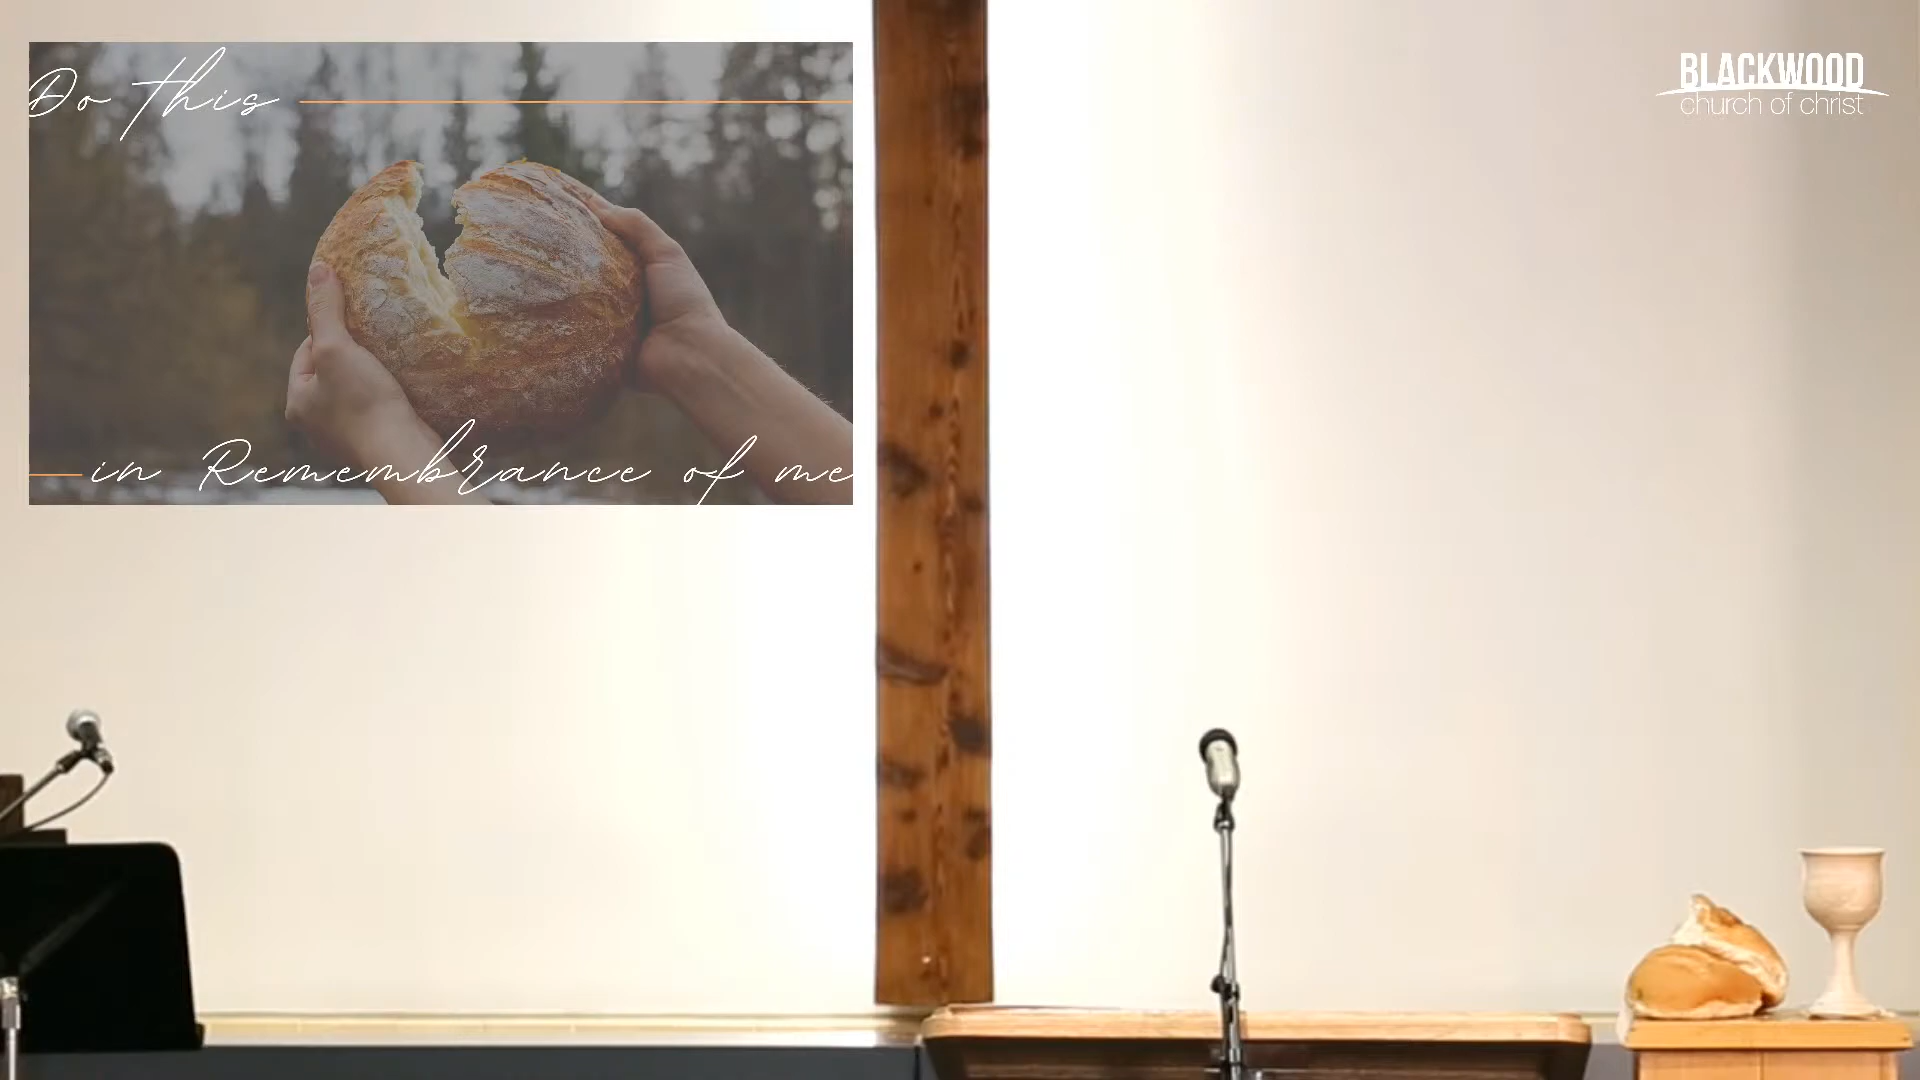 Do this
in Remembrance of me
BLACKWOOD
church of christ